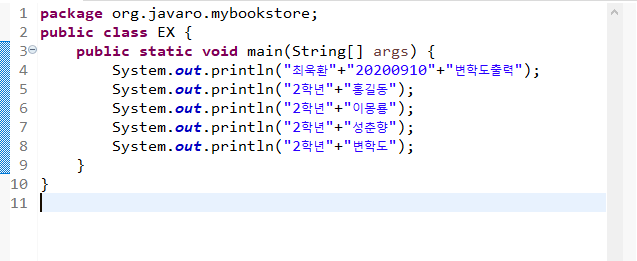 1 package org.javaro.mybookstore;
2 public class EX {
3 public static void main(String[] args) {
4 System.out.println("최욱환"+"20200910"+"변학도출력");
5 System.out.println("2학년"+"홍길동");
6 System.out.println("2학년"+"이몽룡");
7 System.out.println("2학년"+"성춘향");
8 System.out.println("2학년"+"변학도");
9 }
10 }
11